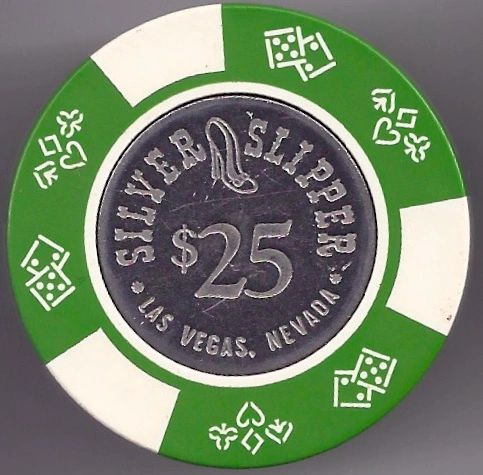 SILVER SLIPPER
$25
LAS VEGAS, NEVADA